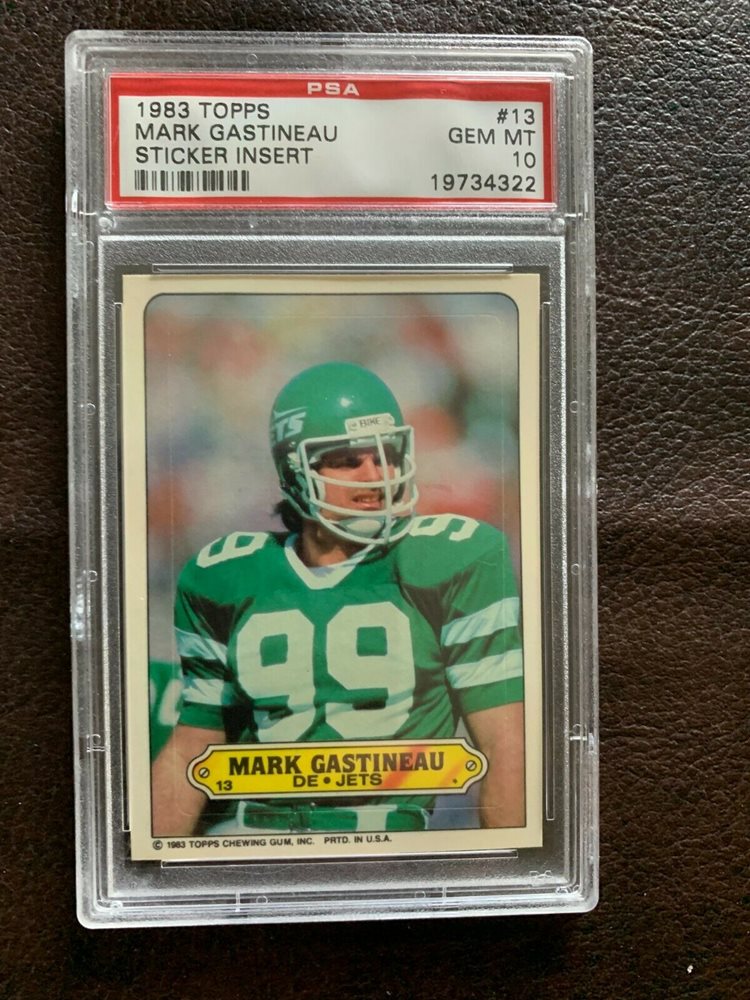 PSA
1983 TOPPS #13
MARK GASTINEAU GEM MT
STICKER INSERT 10
19734322
BIKE
99
99
MARK GASTINEAU
13 DE • JETS
© 1983 TOPPS CHEWING GUM, INC. PRTD. IN U.S.A.